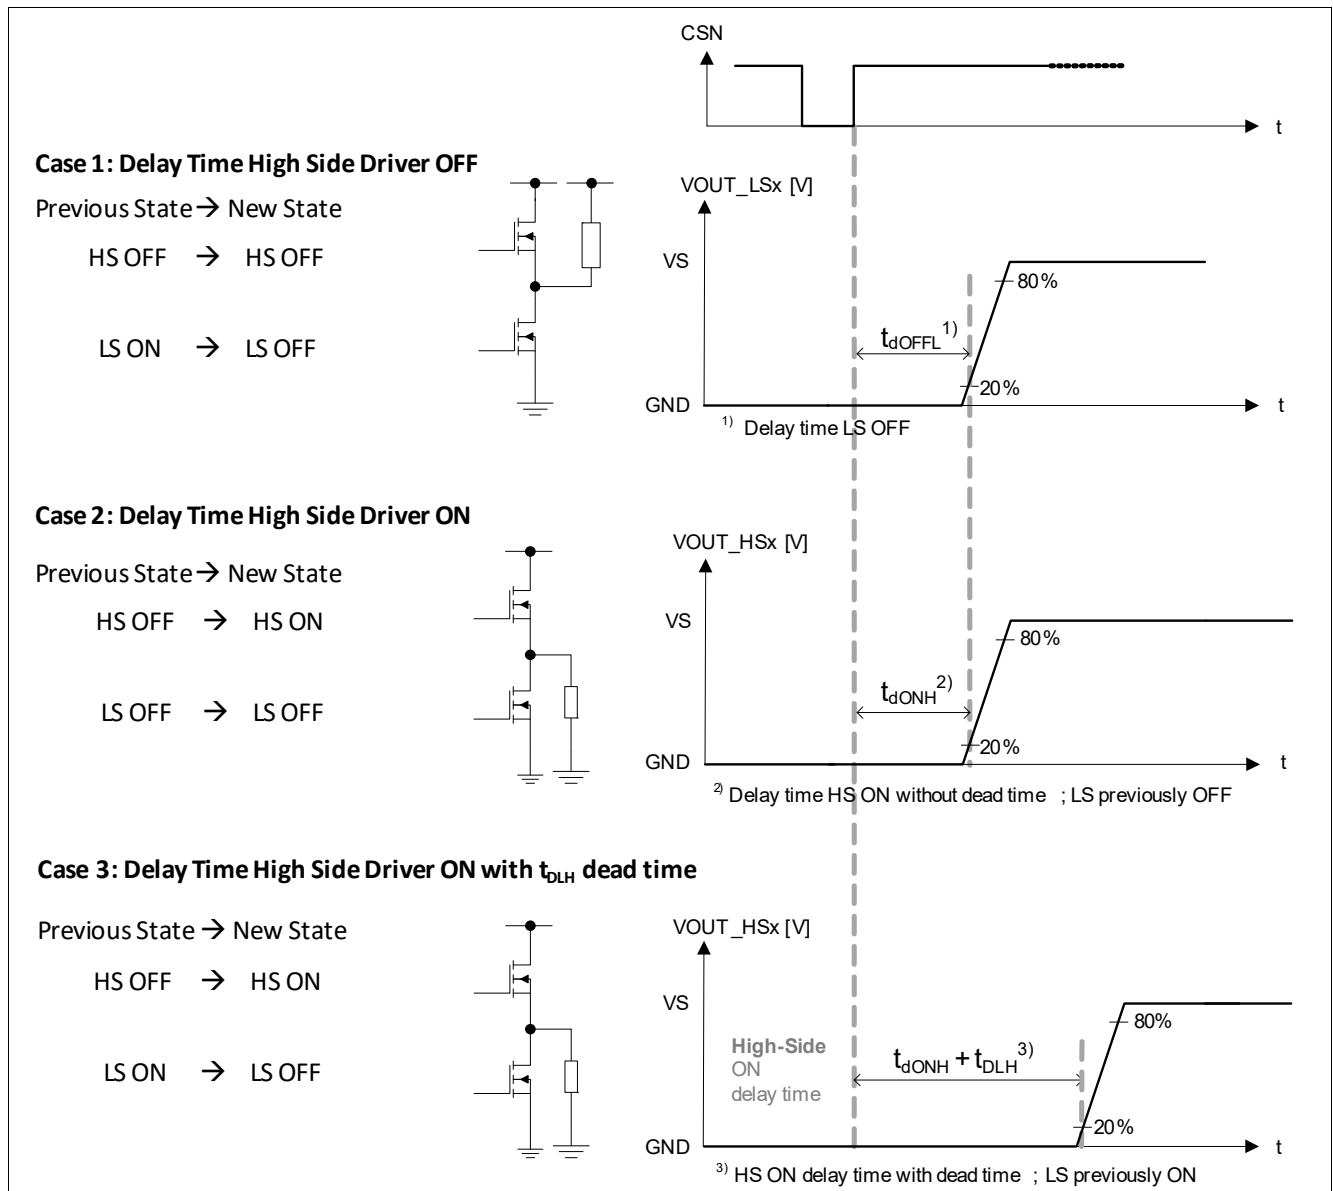 CSN
t
Case 1: Delay Time High Side Driver OFF
Previous State → New State
HS OFF → HS OFF
LS ON → LS OFF
VOUT_LSx [V]
VS
80%
tdOFFL1)
20%
GND
t
1) Delay time LS OFF
Case 2: Delay Time High Side Driver ON
Previous State → New State
HS OFF → HS ON
LS OFF → LS OFF
VOUT_HSx [V]
VS
80%
tdONH2)
20%
GND
t
2) Delay time HS ON without dead time ; LS previously OFF
Case 3: Delay Time High Side Driver ON with tDLH dead time
Previous State → New State
HS OFF → HS ON
LS ON → LS OFF
VOUT_HSx [V]
VS
80%
High-Side
ON
delay time
tdONH + tDLH3)
20%
GND
t
3) HS ON delay time with dead time ; LS previously ON